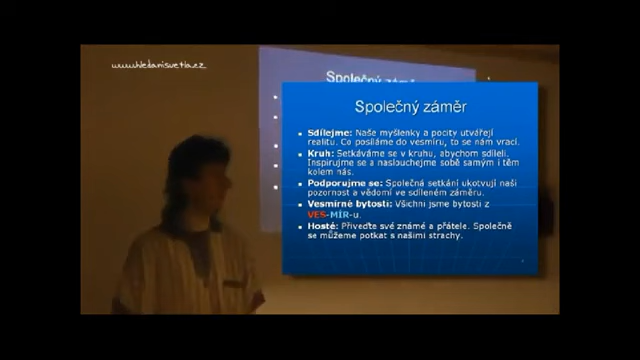 www.hledanisvetla.cz
Společný zámě
Společný záměr
Sdílejme: Naše myšlenky a pocity utvářejí
realitu. Co posíláme do vesmíru, to se nám vrací.
Kruh: Setkáváme se v kruhu, abychom sdíleli.
Inspirujme se a naslouchejme sobě samým i těm
kolem nás.
Podporujme se: Společná setkání ukotvují naši
pozornost a vědomí ve sdíleném záměru.
Vesmírné bytosti: Všichni jsme bytosti z
VES-MÍR-u.
Hosté: Přiveďte své známé a přátele. Společně
se můžeme potkat s našimi strachy.